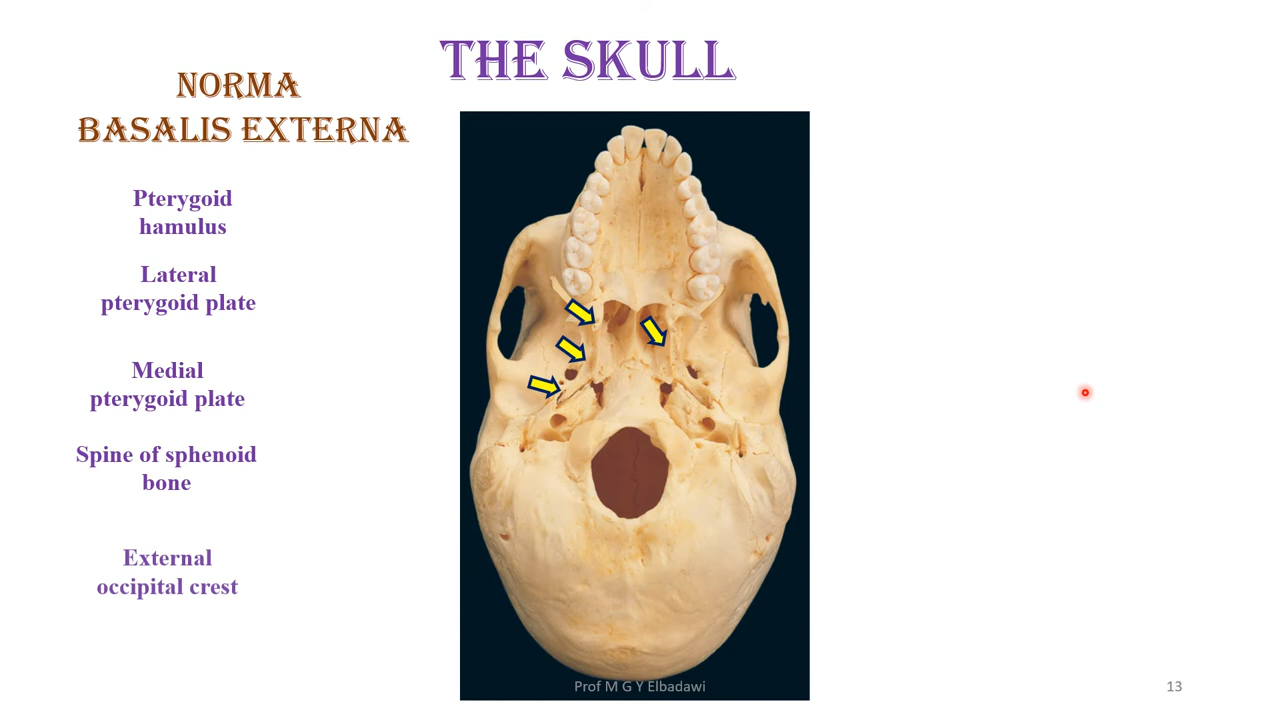 THE SKULL
NORMA
BASALIS EXTERNA
Pterygoid
hamulus
Lateral
pterygoid plate
Medial
pterygoid plate
Spine of sphenoid
bone
External
occipital crest
Prof M G Y Elbadawi
13